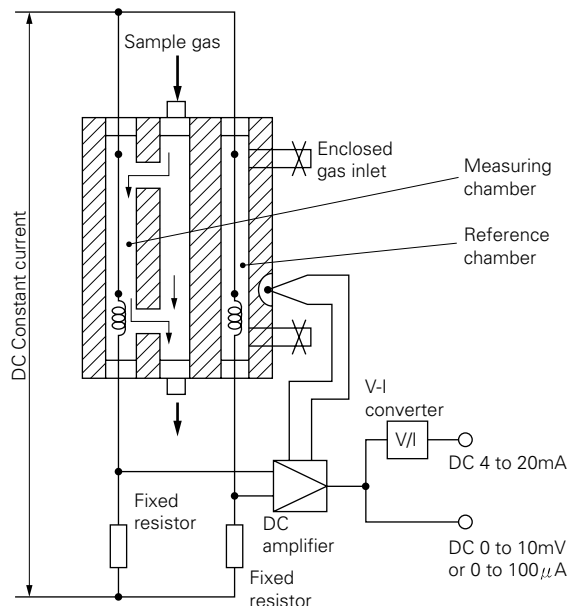 Sample gas
Enclosed
gas inlet
Measuring
chamber
Reference
chamber
DC Constant current
V-I
converter
V/I
DC 4 to 20mA
Fixed
resistor
DC
amplifier
DC 0 to 10mV
or 0 to 100μA
Fixed
resistor